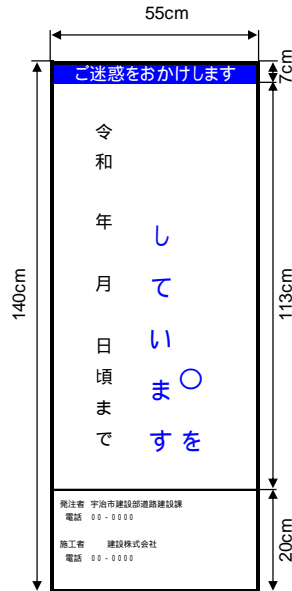 55cm
ご迷惑をおかけします
7cm
○を
しています
令和 年 月 日頃まで
140cm
113cm
発注者 宇治市建設部道路建設課
電話 00-0000
施工者 建設株式会社
電話 00-0000
20cm